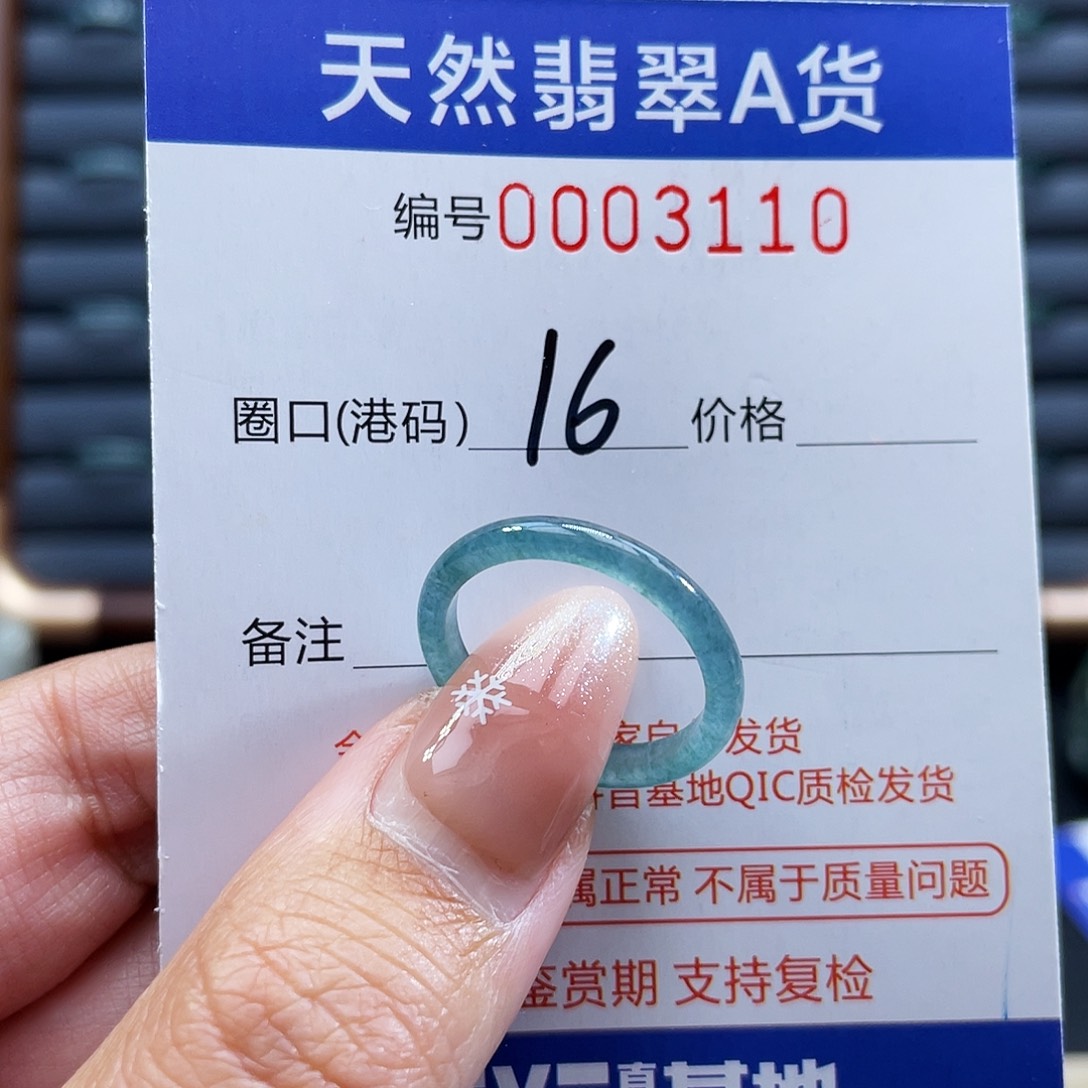 天然翡翠A货
编号0003110
圈口(港码) 16 价格
备注
发货
基地QIC质检发货
属正常 不属于质量问题
鉴赏期 支持复检
基地